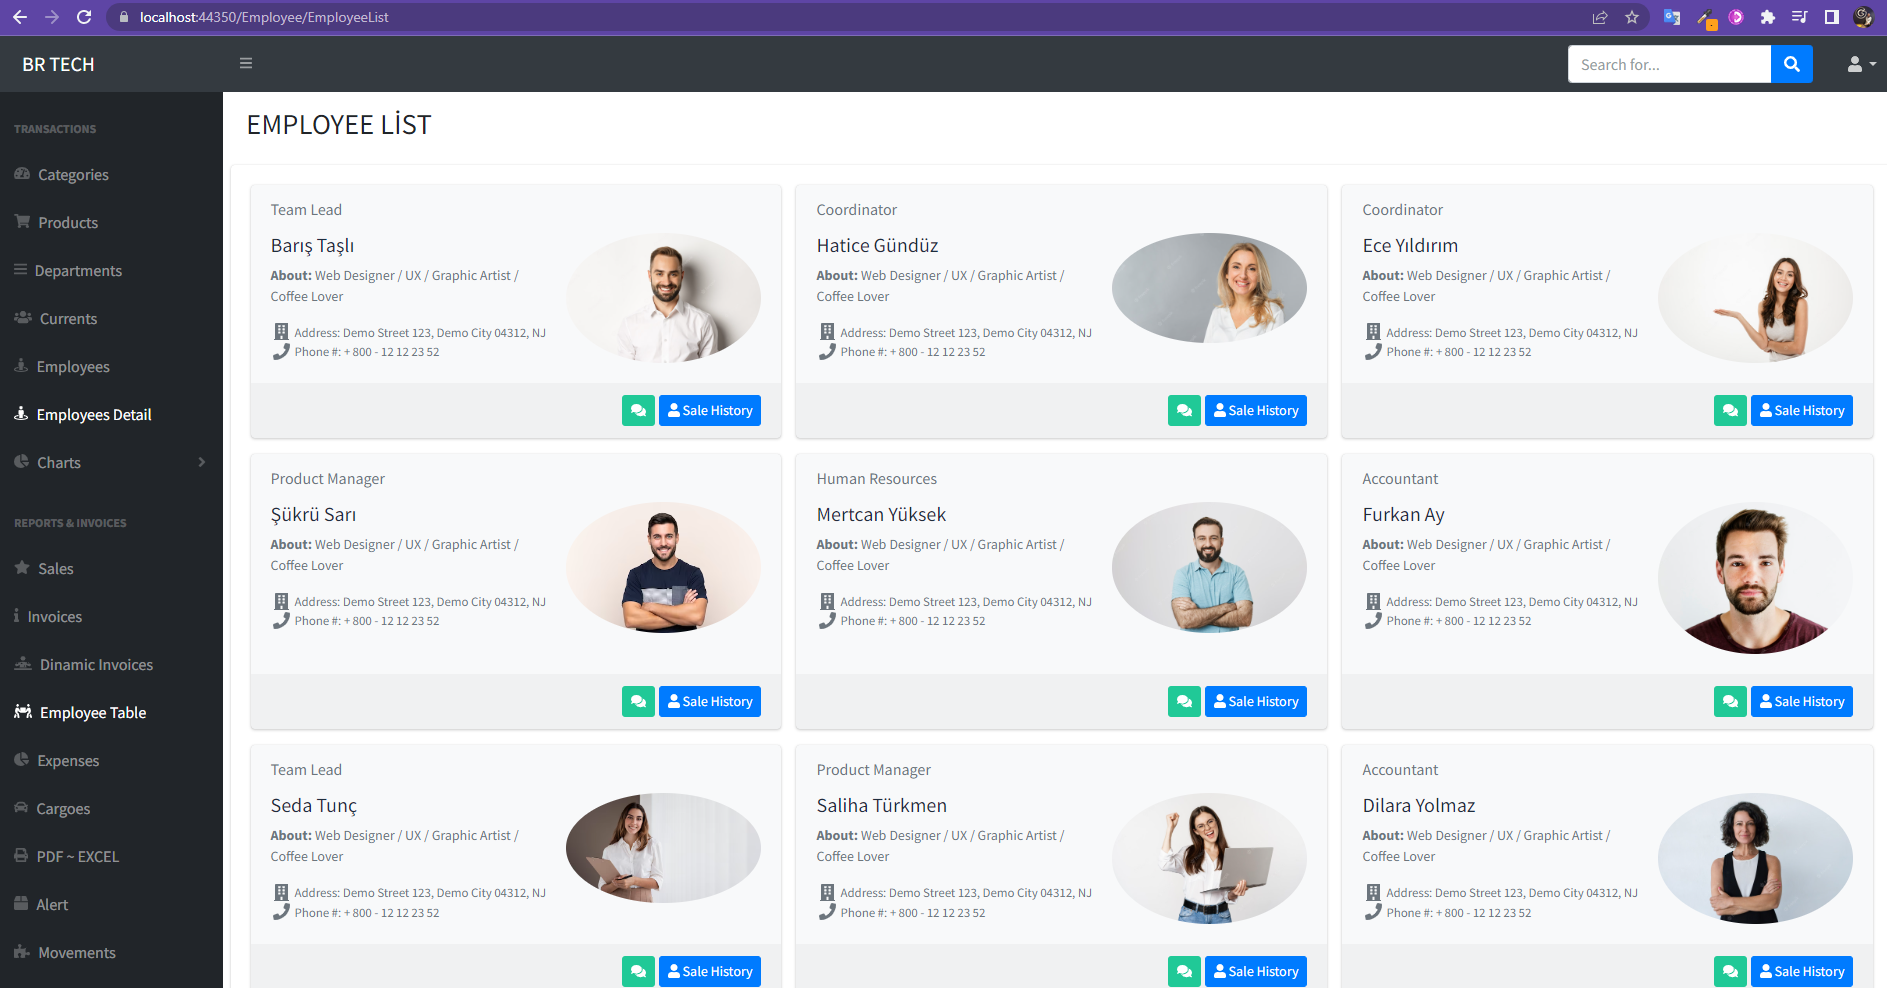 localhost:44350/Employee/EmployeeList
BR TECH
Search for...
TRANSACTIONS
Categories
Products
Departments
Currents
Employees
Employees Detail
Charts
REPORTS & INVOICES
Sales
Invoices
Dinamic Invoices
Employee Table
Expenses
Cargoes
PDF ~ EXCEL
Alert
Movements
EMPLOYEE LİST
Team Lead
Barış Taşlı
About: Web Designer / UX / Graphic Artist /
Coffee Lover
Address: Demo Street 123, Demo City 04312, NJ
Phone #: + 800 - 12 12 23 52
Sale History
Coordinator
Hatice Gündüz
About: Web Designer / UX / Graphic Artist /
Coffee Lover
Address: Demo Street 123, Demo City 04312, NJ
Phone #: + 800 - 12 12 23 52
Sale History
Coordinator
Ece Yıldırım
About: Web Designer / UX / Graphic Artist /
Coffee Lover
Address: Demo Street 123, Demo City 04312, NJ
Phone #: + 800 - 12 12 23 52
Sale History
Product Manager
Şükrü Sarı
About: Web Designer / UX / Graphic Artist /
Coffee Lover
Address: Demo Street 123, Demo City 04312, NJ
Phone #: + 800 - 12 12 23 52
Sale History
Human Resources
Mertcan Yüksek
About: Web Designer / UX / Graphic Artist /
Coffee Lover
Address: Demo Street 123, Demo City 04312, NJ
Phone #: + 800 - 12 12 23 52
Sale History
Accountant
Furkan Ay
About: Web Designer / UX / Graphic Artist /
Coffee Lover
Address: Demo Street 123, Demo City 04312, NJ
Phone #: + 800 - 12 12 23 52
Sale History
Team Lead
Seda Tunç
About: Web Designer / UX / Graphic Artist /
Coffee Lover
Address: Demo Street 123, Demo City 04312, NJ
Phone #: + 800 - 12 12 23 52
Sale History
Product Manager
Saliha Türkmen
About: Web Designer / UX / Graphic Artist /
Coffee Lover
Address: Demo Street 123, Demo City 04312, NJ
Phone #: + 800 - 12 12 23 52
Sale History
Accountant
Dilara Yolmaz
About: Web Designer / UX / Graphic Artist /
Coffee Lover
Address: Demo Street 123, Demo City 04312, NJ
Phone #: + 800 - 12 12 23 52
Sale History